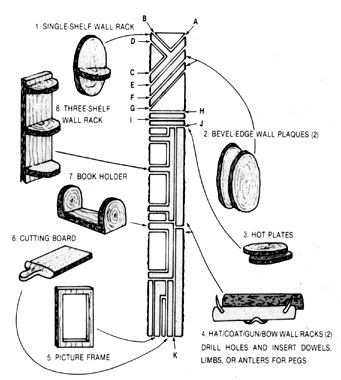 1. SINGLE-SHELF WALL RACK
B
A
D
C
E
F
G
H
I
J
8. THREE-SHELF
WALL RACK
2. BEVEL-EDGE WALL PLAQUES (2)
7. BOOK HOLDER
3. HOT PLATES
6. CUTTING BOARD
4. HAT/COAT/GUN/BOW WALL RACKS (2)
DRILL HOLES AND INSERT DOWELS,
LIMBS, OR ANTLERS FOR PEGS
5. PICTURE FRAME
K